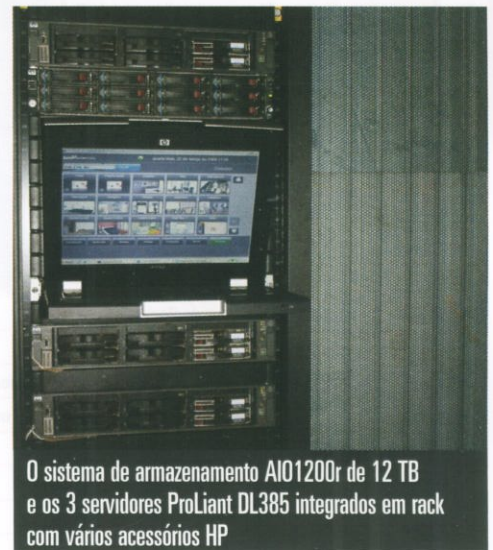 hp
O sistema de armazenamento AIO1200r de 12 TB
e os 3 servidores ProLiant DL385 integrados em rack
com vários acessórios HP